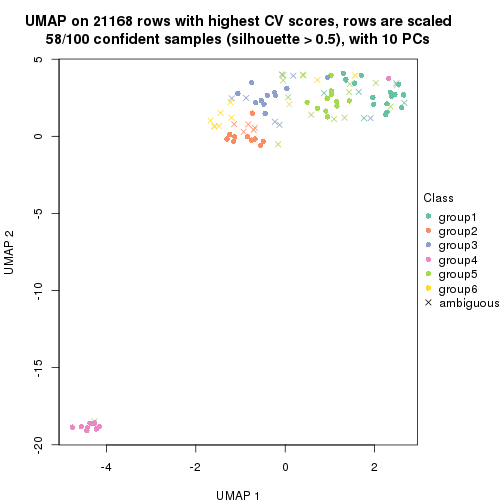 UMAP on 21168 rows with highest CV scores, rows are scaled
58/100 confident samples (silhouette > 0.5), with 10 PCs
5
0
-5
-10
-15
-20
UMAP 2
-4
-2
0
2
UMAP 1
Class
group1
group2
group3
group4
group5
group6
ambiguous